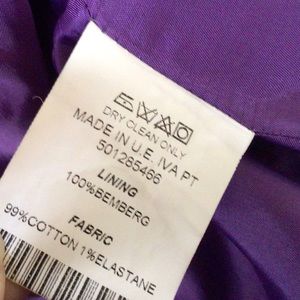 DRY CLEAN ONLY
MADE IN U.E. IVA PT
501285466
LINING
100%BEMBERG
FABRIC
99%COTTON 1%ELASTANE